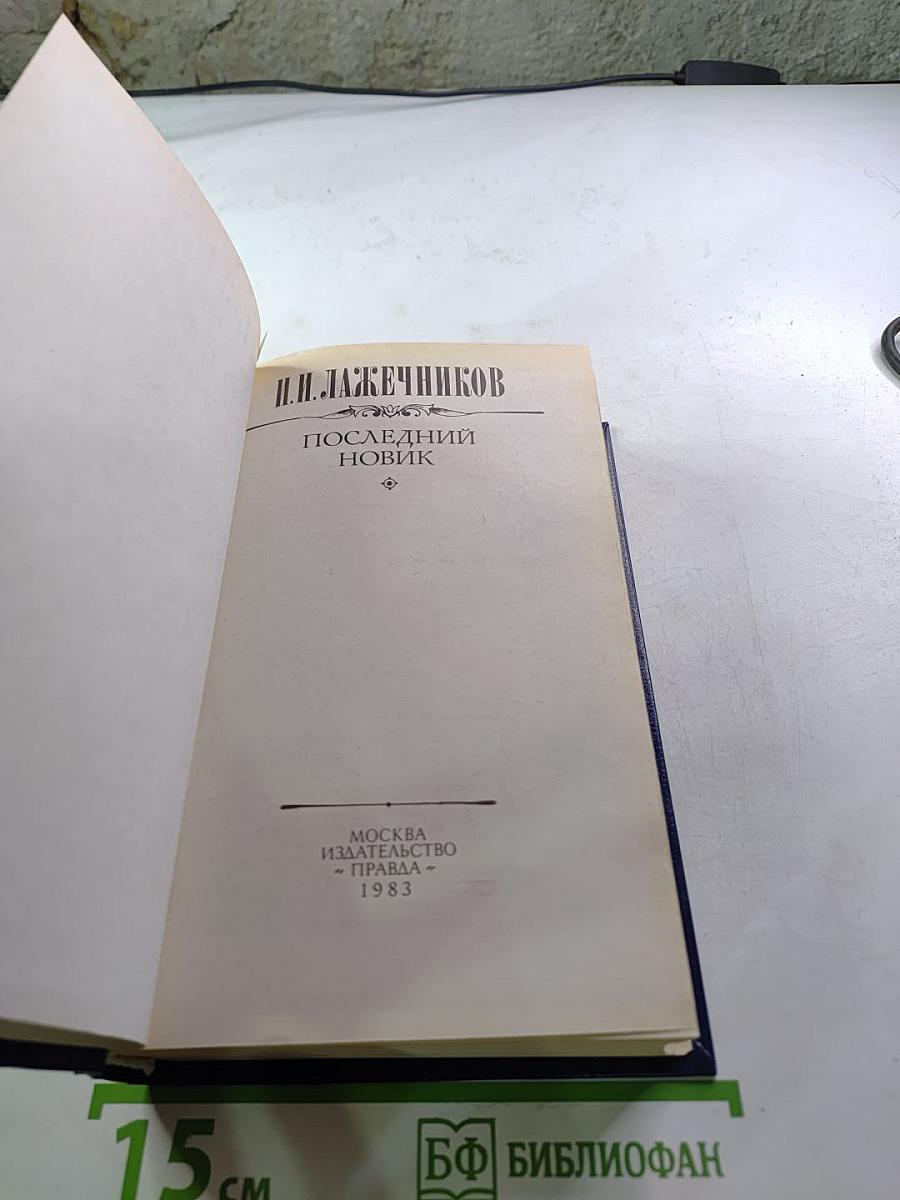 И. И. ЛАЖЕЧНИКОВ
ПОСЛЕДНИЙ
НОВИК
МОСКВА
ИЗДАТЕЛЬСТВО
« ПРАВДА »
1983
15 см
БФ БИБЛИОФАН